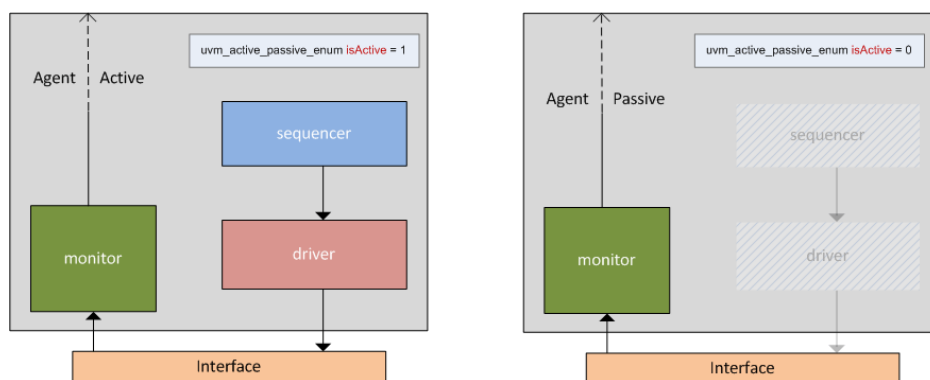 uvm_active_passive_enum isActive = 1
Agent Active
sequencer
driver
monitor
Interface
uvm_active_passive_enum isActive = 0
Agent Passive
sequencer
driver
monitor
Interface